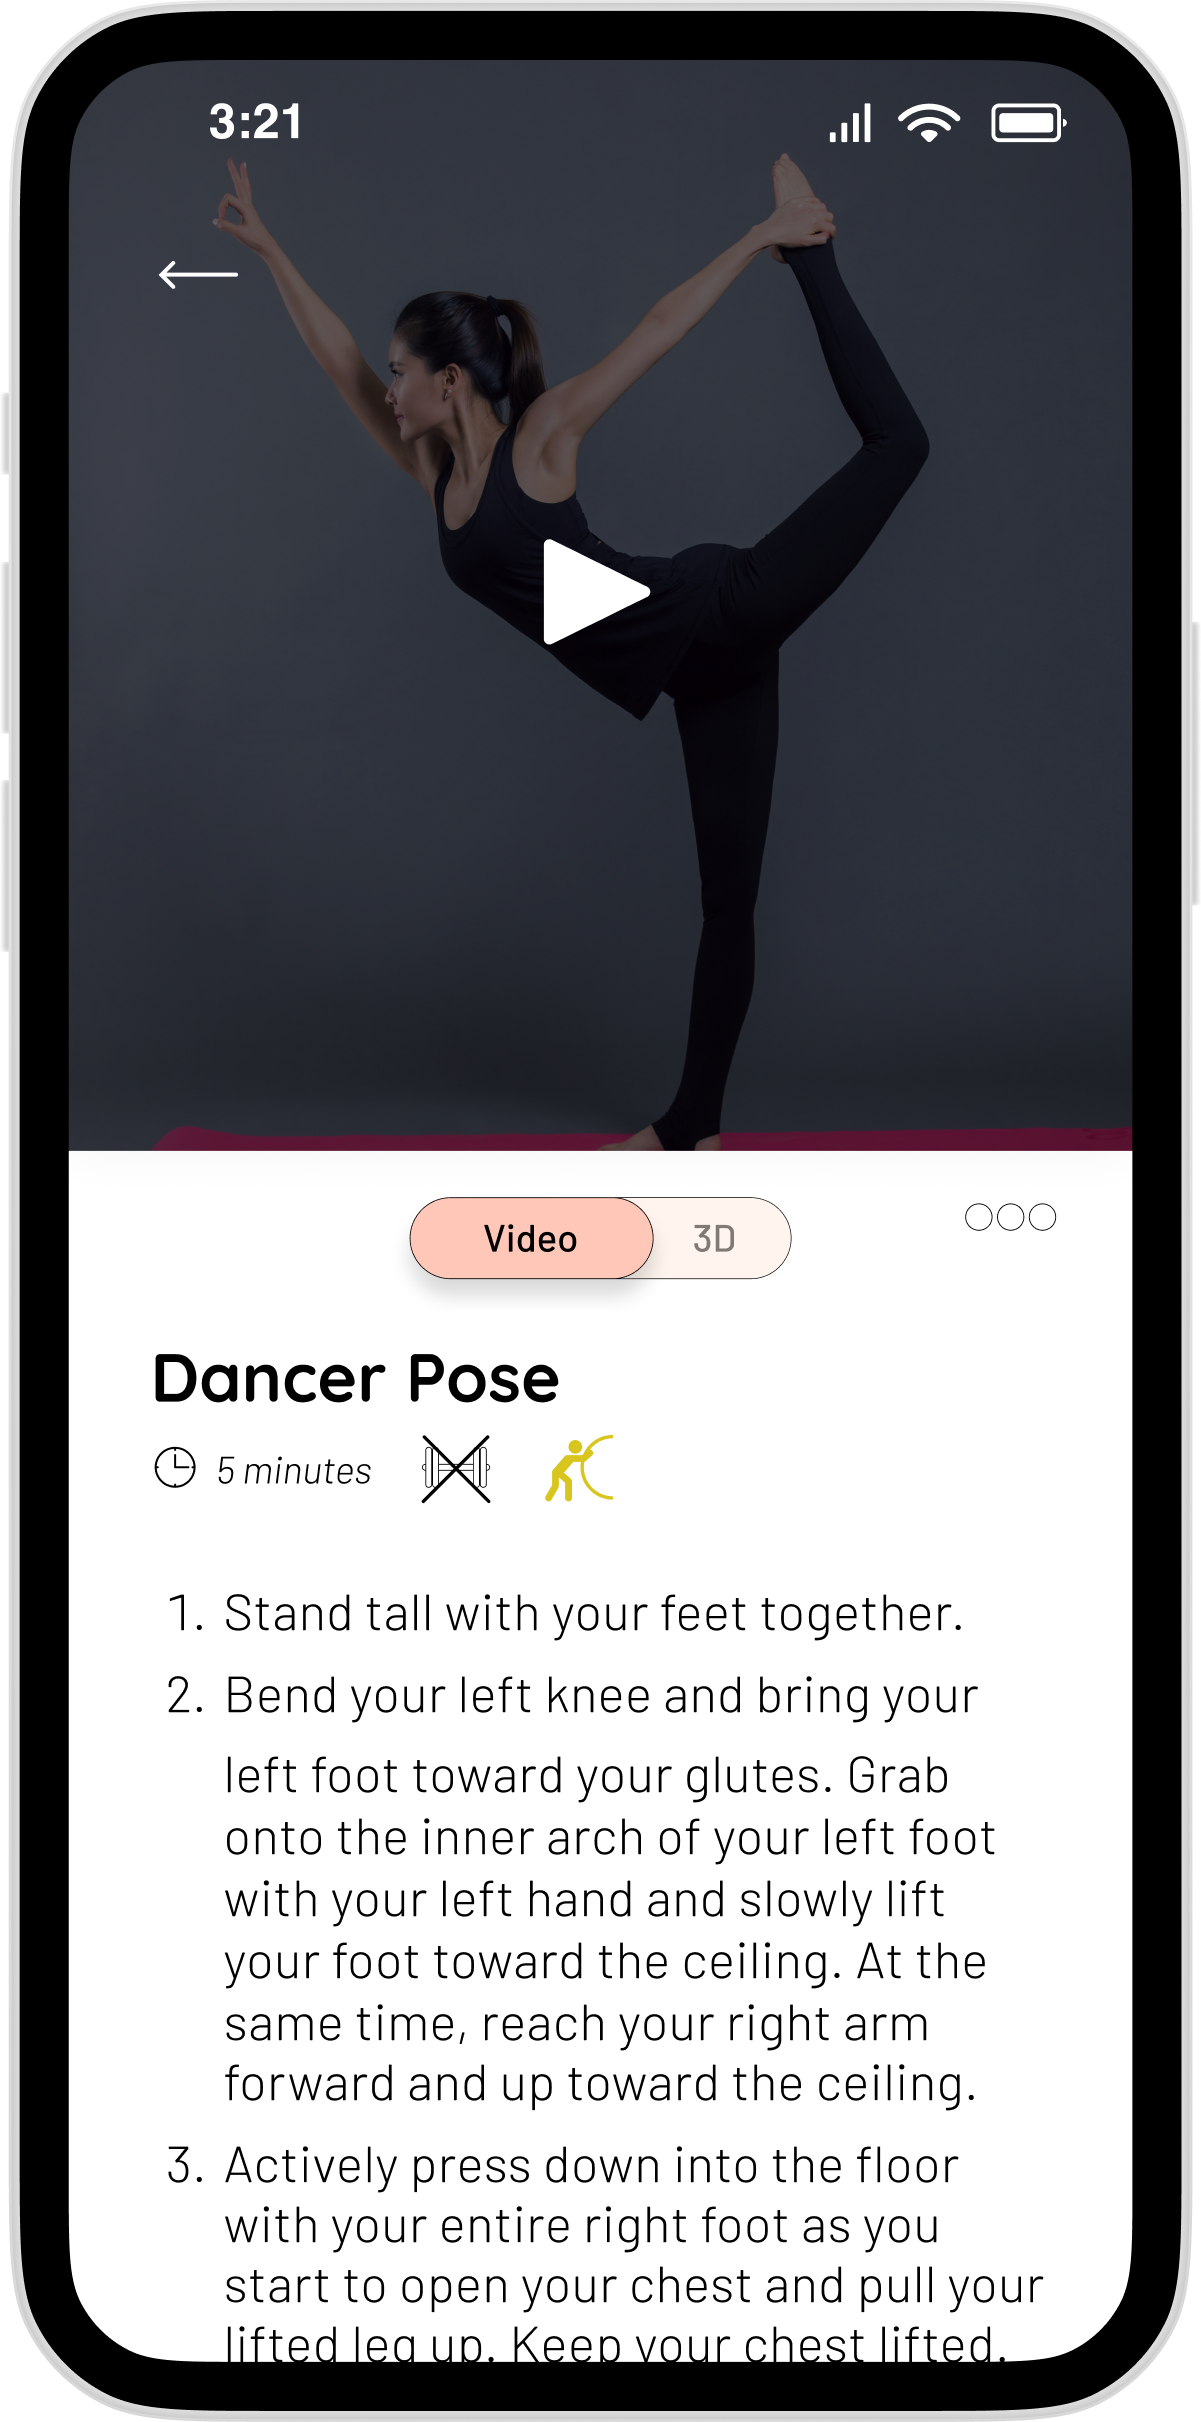 3:21
Video
3D
Dancer Pose
5 minutes
1. Stand tall with your feet together.
2. Bend your left knee and bring your
left foot toward your glutes. Grab
onto the inner arch of your left foot
with your left hand and slowly lift
your foot toward the ceiling. At the
same time, reach your right arm
forward and up toward the ceiling.
3. Actively press down into the floor
with your entire right foot as you
start to open your chest and pull your
lifted leg up. Keep your chest lifted.